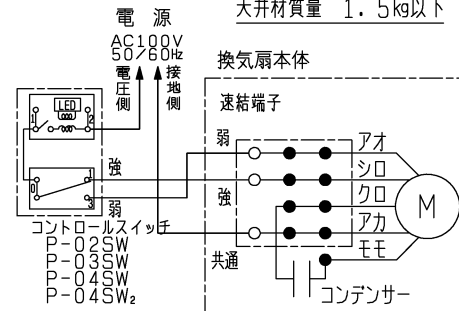 天井材質量 1.5kg以下
電源
AC100V
50/60Hz
電圧側
接地側
換気扇本体
速結端子
LED
1
2
0
1
3
強
弱
コントロールスイッチ
P-02SW
P-03SW
P-04SW
P-04SW₂
弱
強
共通
アオ
シロ
クロ
アカ
モモ
M
コンデンサー